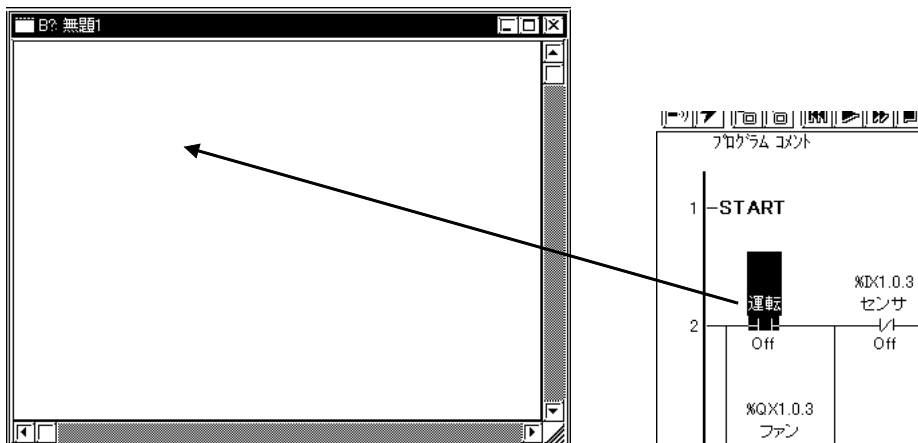 B?: 無題1
プログラム コメント
1 START
運転
%IX1.0.3
センサ
2
Off
Off
%QX1.0.3
ファン